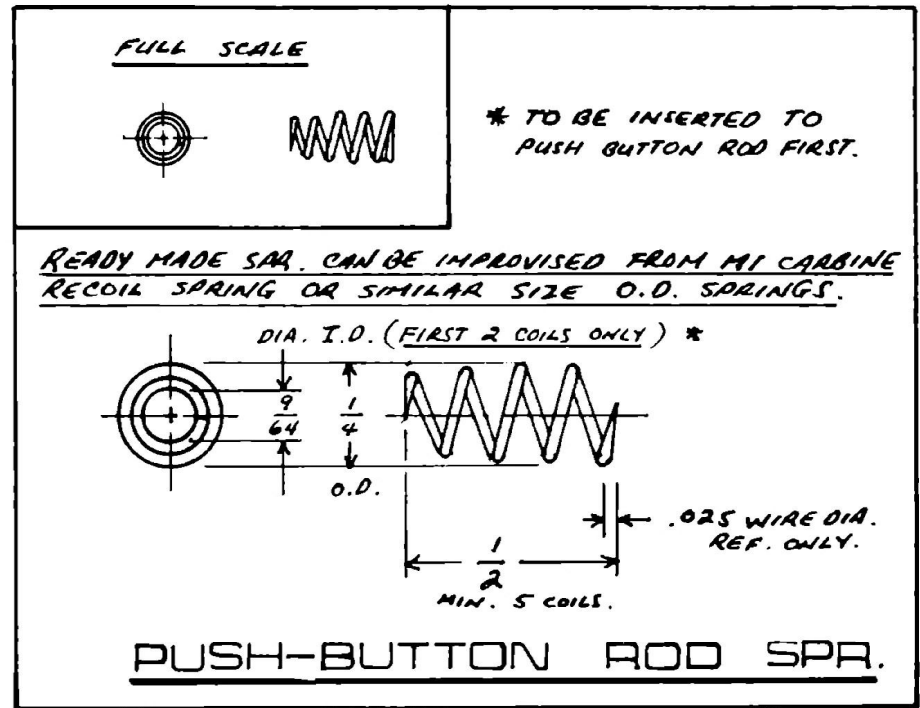 FULL SCALE
* TO BE INSERTED TO
PUSH BUTTON ROD FIRST.
READY MADE SPR. CAN BE IMPROVISED FROM M1 CARBINE
RECOIL SPRING OR SIMILAR SIZE O.D. SPRINGS.
DIA. I.D. (FIRST 2 COILS ONLY) *
9/64
1/4
O.D.
.025 WIRE DIA.
REF. ONLY.
1/2
MIN. 5 COILS.
PUSH-BUTTON ROD SPR.